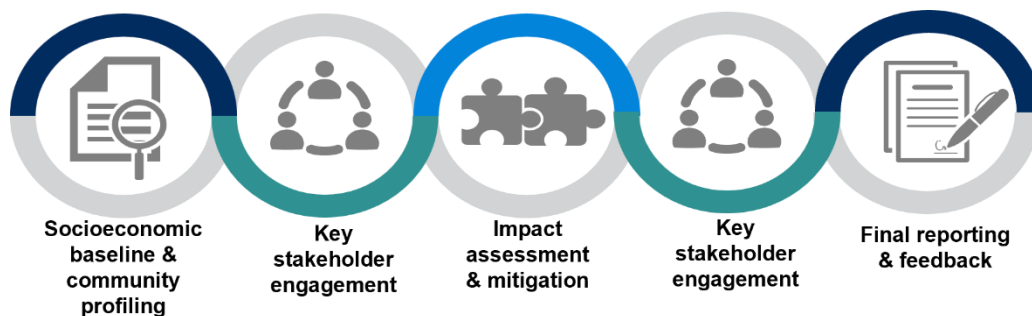 Socioeconomic
baseline &
community
profiling
Key
stakeholder
engagement
Impact
assessment
& mitigation
Key
stakeholder
engagement
Final reporting
& feedback